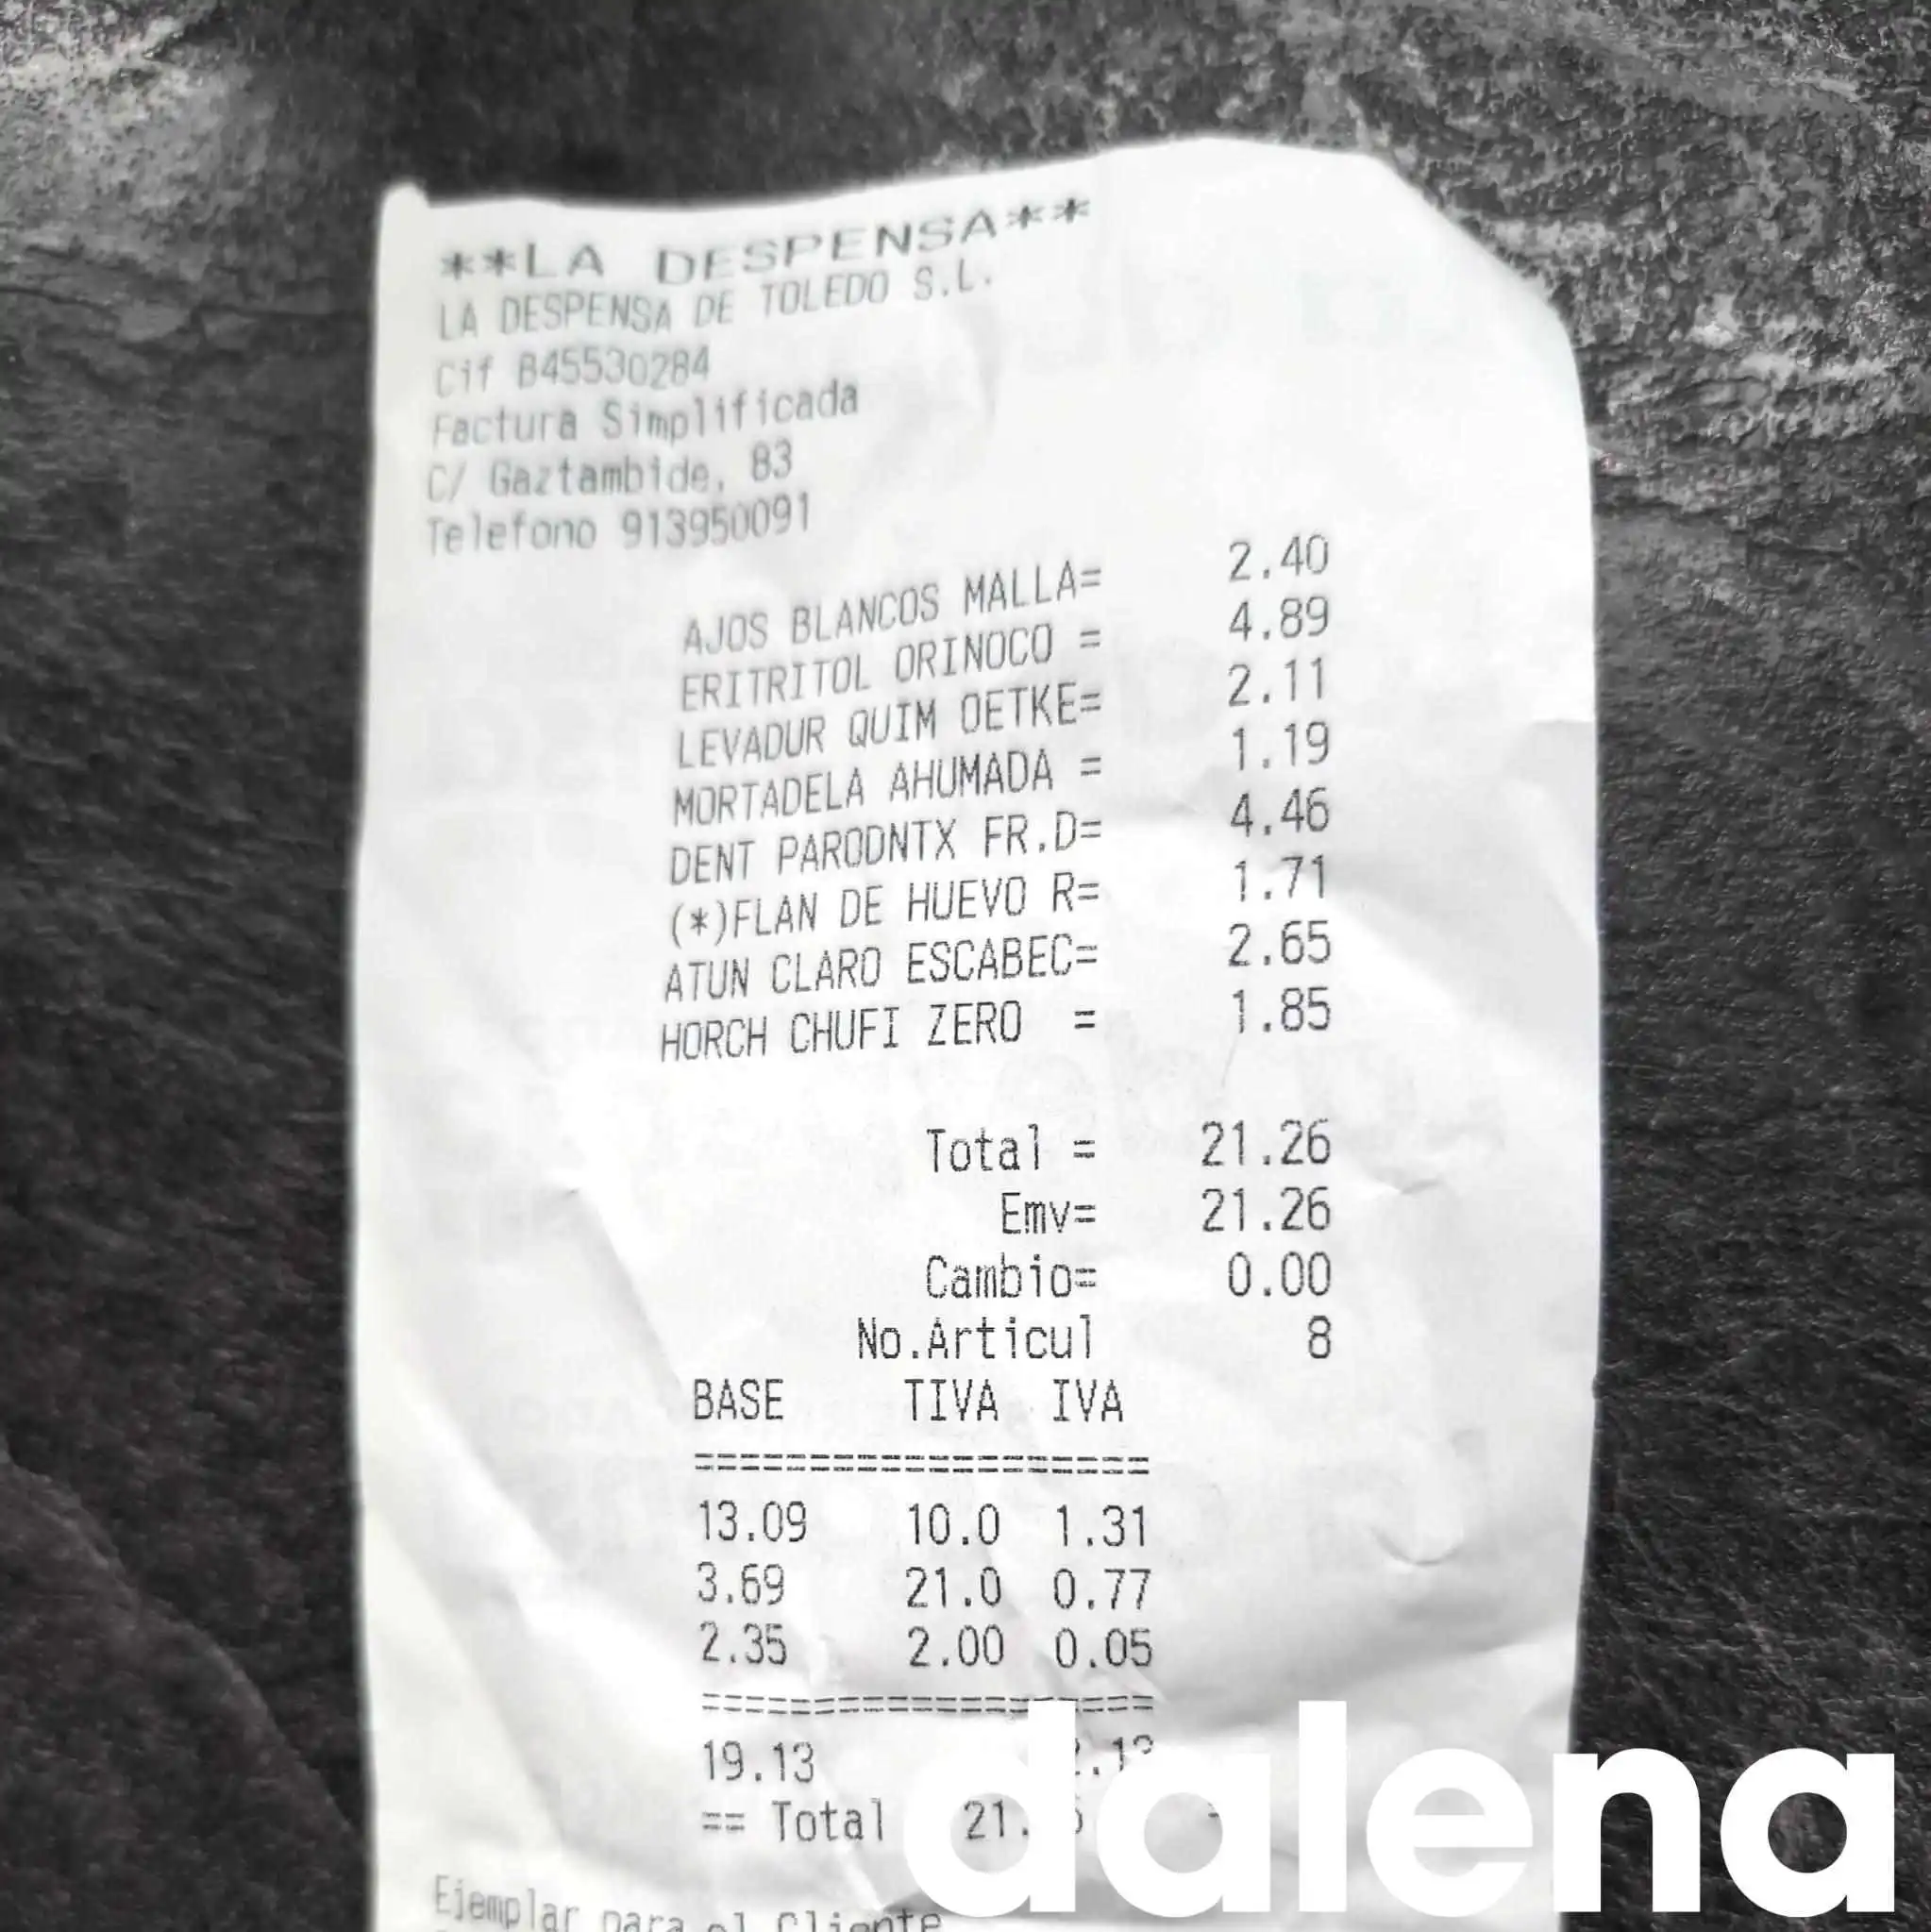 **LA DESPENSA**
LA DESPENSA DE TOLEDO S.L.
Cif B45530284
Factura Simplificada
C/ Gaztambide, 83
Telefono 913950091
AJOS BLANCOS MALLA= 2.40
ERITRITOL ORINOCO = 4.89
LEVADUR QUIM OETKE= 2.11
MORTADELA AHUMADA = 1.19
DENT PARODNTX FR.D= 4.46
(*)FLAN DE HUEVO R= 1.71
ATUN CLARO ESCABEC= 2.65
HORCH CHUFI ZERO = 1.85
Total = 21.26
Emv= 21.26
Cambio= 0.00
No.Articul 8
BASE TIVA IVA
====================
13.09 10.0 1.31
3.69 21.0 0.77
2.35 2.00 0.05
====================
19.13
== Total
Ejemplar para el Cliente
dalena